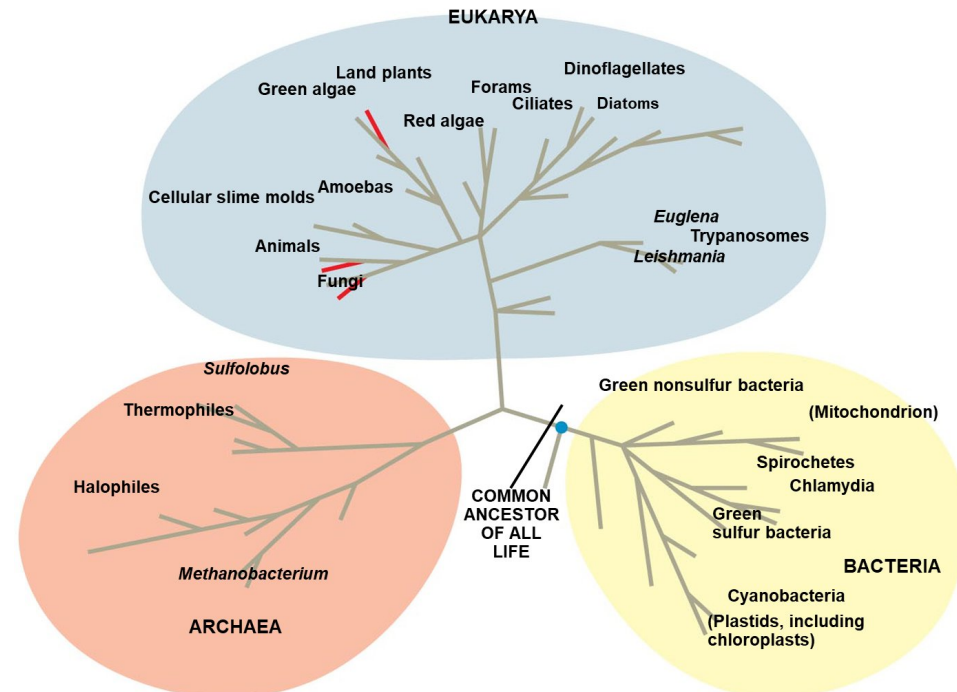 EUKARYA
Land plants
Green algae
Forams
Dinoflagellates
Ciliates
Diatoms
Red algae
Amoebas
Cellular slime molds
Animals
Fungi
Euglena
Trypanosomes
Leishmania
Sulfolobus
Thermophiles
Halophiles
Methanobacterium
ARCHAEA
COMMON
ANCESTOR
OF ALL
LIFE
Green nonsulfur bacteria
(Mitochondrion)
Spirochetes
Chlamydia
Green
sulfur bacteria
BACTERIA
Cyanobacteria
(Plastids, including
chloroplasts)